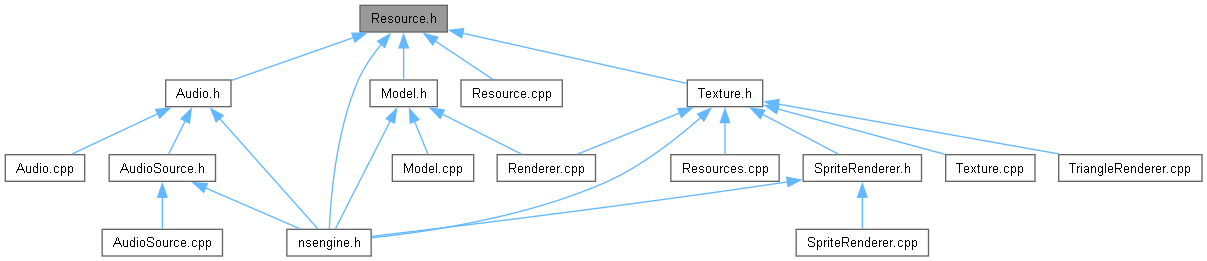 Resource.h
Audio.h
Model.h
Resource.cpp
Texture.h
Audio.cpp
AudioSource.h
Model.cpp
Renderer.cpp
Resources.cpp
SpriteRenderer.h
Texture.cpp
TriangleRenderer.cpp
AudioSource.cpp
nsengine.h
SpriteRenderer.cpp